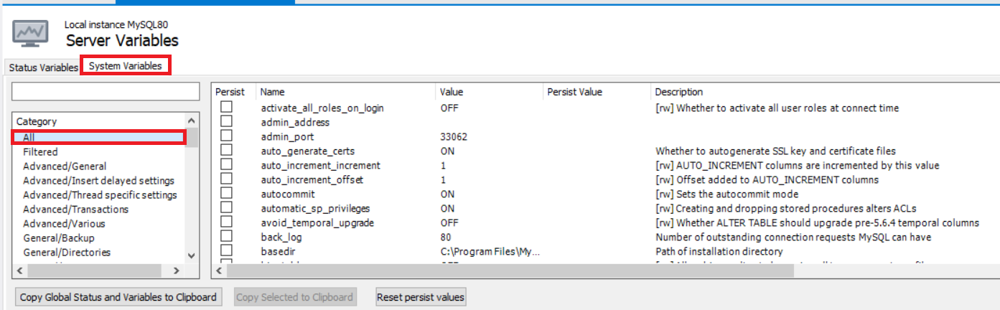 Local instance MySQL80
Server Variables
Status Variables System Variables
Category
All
Filtered
Advanced/General
Advanced/Insert delayed settings
Advanced/Thread specific settings
Advanced/Transactions
Advanced/Various
General/Backup
General/Directories
Persist Name Value Persist Value Description
activate_all_roles_on_login OFF [rw] Whether to activate all user roles at connect time
admin_address
admin_port 33062
auto_generate_certs ON Whether to autogenerate SSL key and certificate files
auto_increment_increment 1 [rw] AUTO_INCREMENT columns are incremented by this value
auto_increment_offset 1 [rw] Offset added to AUTO_INCREMENT columns
autocommit ON [rw] Sets the autocommit mode
automatic_sp_privileges ON [rw] Creating and dropping stored procedures alters ACLs
avoid_temporal_upgrade OFF [rw] Whether ALTER TABLE should upgrade pre-5.6.4 temporal columns
back_log 80 Number of outstanding connection requests MySQL can have
basedir C:\Program Files\My... Path of installation directory
Copy Global Status and Variables to Clipboard Copy Selected to Clipboard Reset persist values